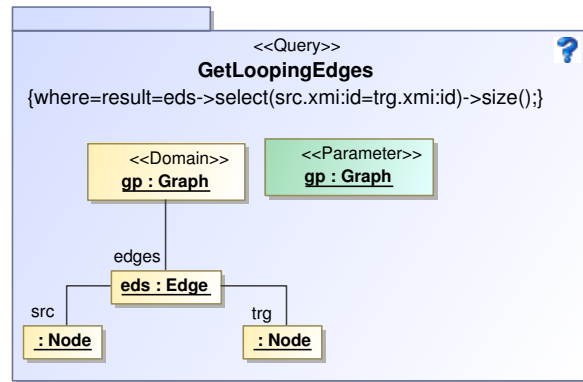 <<Query>>
GetLoopingEdges
{where=result=eds->select(src.xmi:id=trg.xmi:id)->size();}
<<Domain>>
gp : Graph
<<Parameter>>
gp : Graph
edges
eds : Edge
src
trg
: Node
: Node